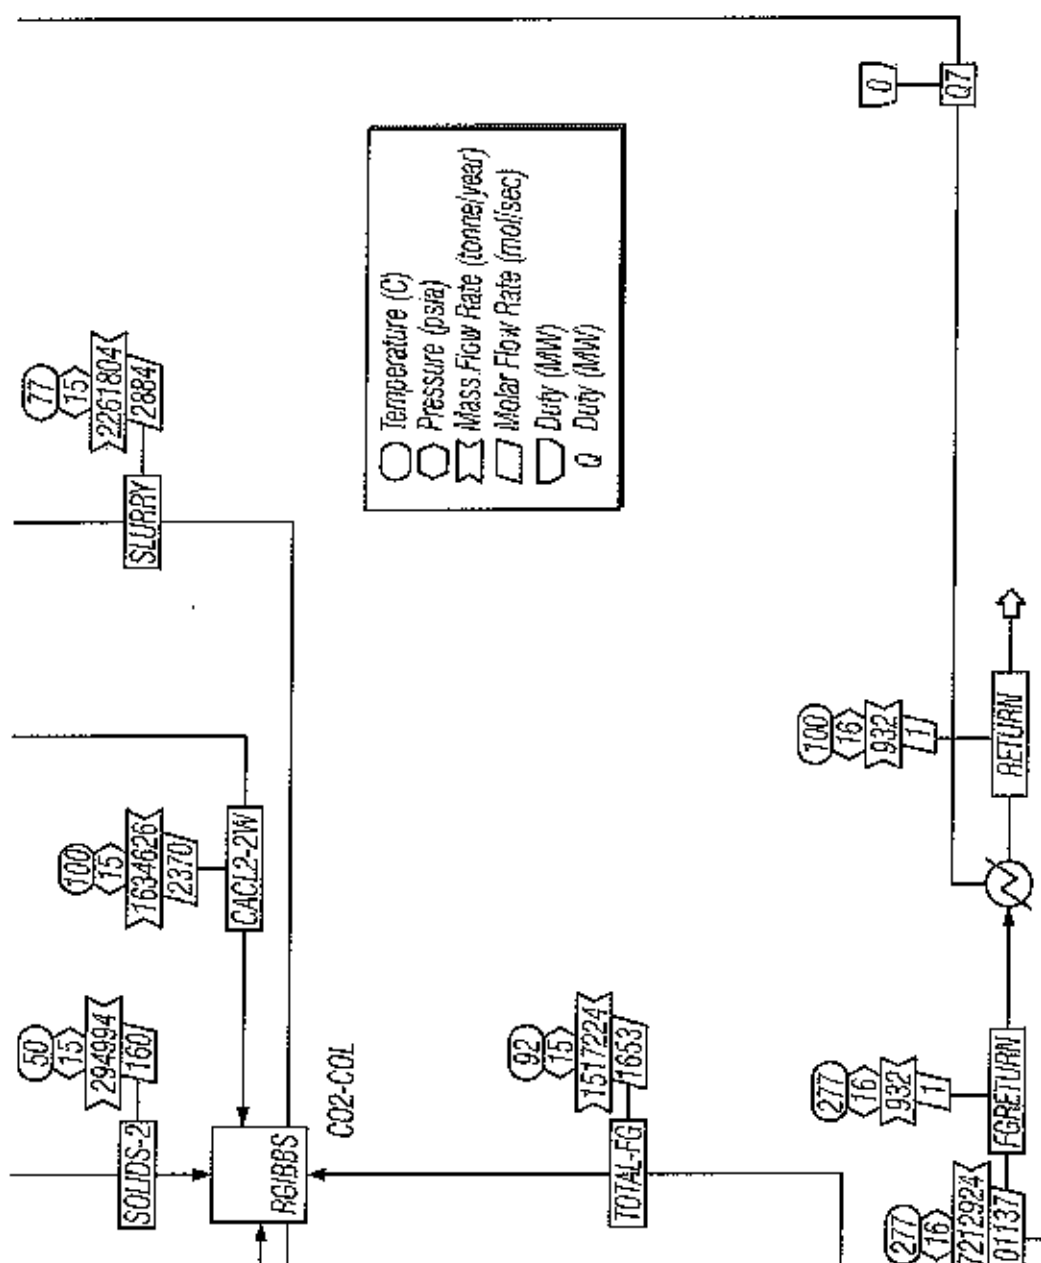 Q
Q7
Temperature (C)
Pressure (psia)
Mass Flow Rate (tonne/year)
Molar Flow Rate (mol/sec)
Duty (MW)
Q Duty (MW)
77
15
2261804
2884
SLURRY
100
15
1634626
2370
CACL2-2W
50
15
294994
160
SOLIDS-2
RGIBBS
CO2-COL
92
15
1517224
1653
TOTAL-FG
100
16
932
1
RETURN
277
16
932
1
FGRETURN
277
16
7212924
01137